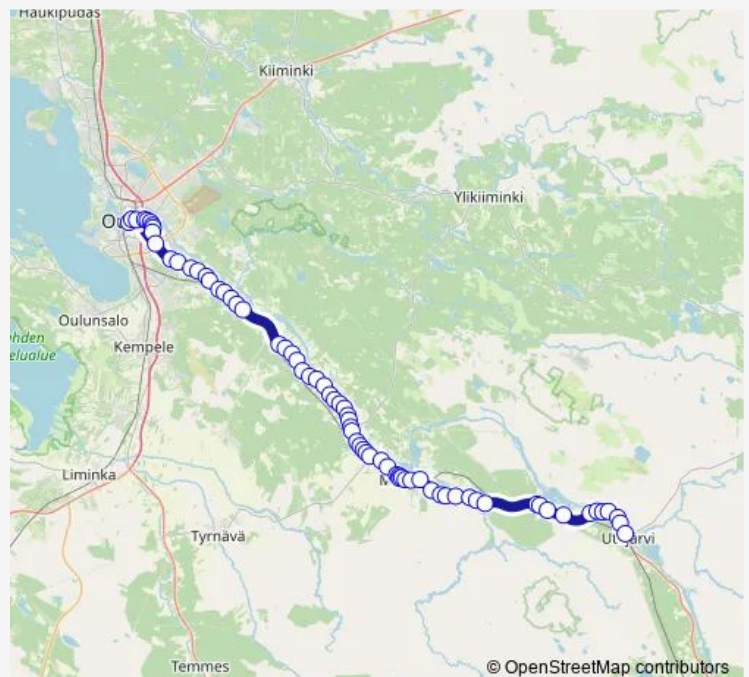 Haukipudas
Kiiminki
Ylikiiminki
Oulunsalo
Kempele
Liminka
Tyrnävä
Temmes
© OpenStreetMap contributors